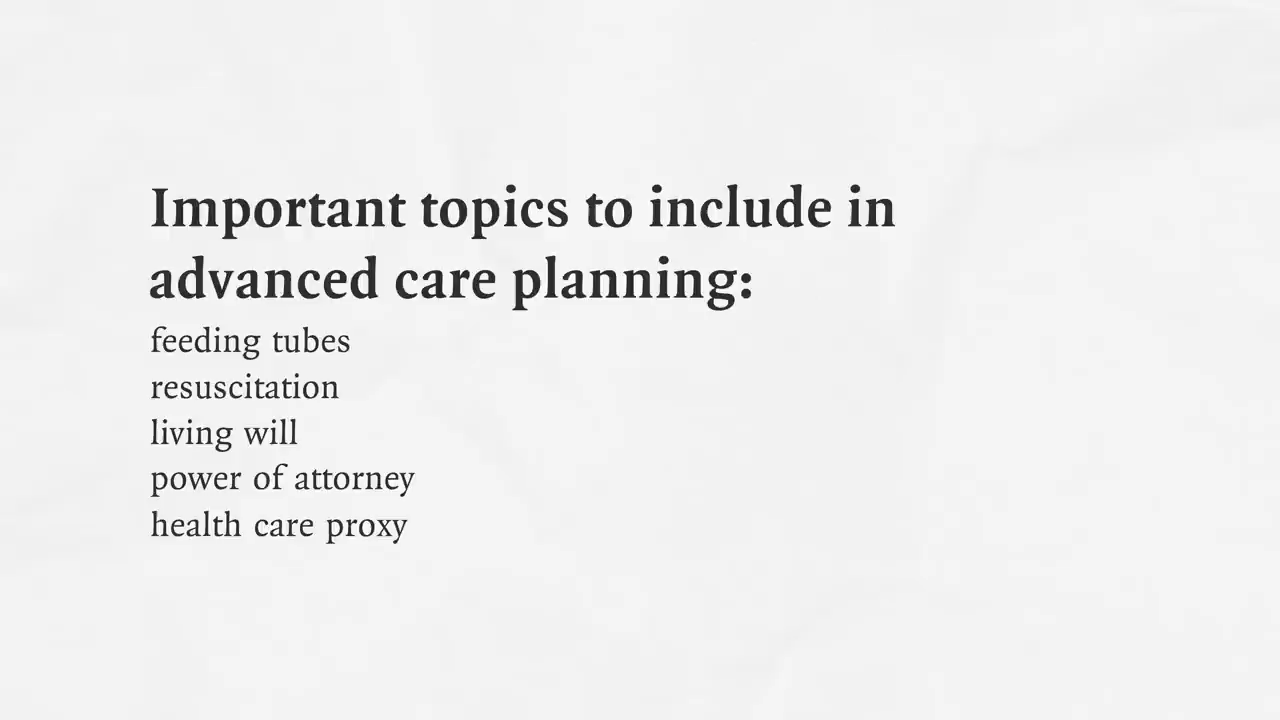 Important topics to include in
advanced care planning:
feeding tubes
resuscitation
living will
power of attorney
health care proxy